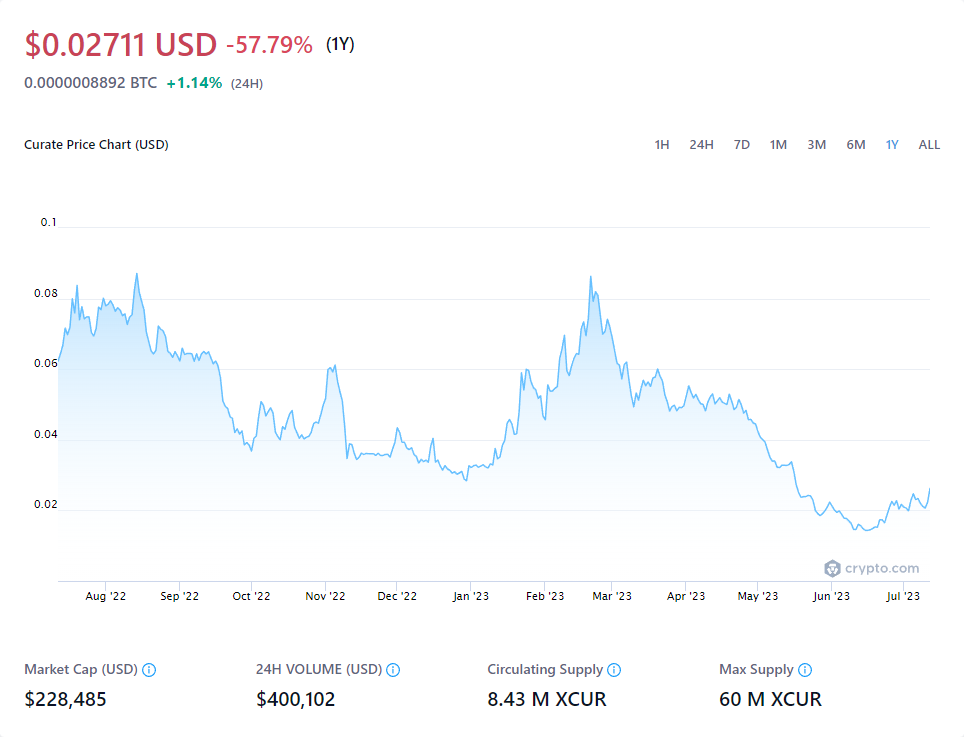 $0.02711 USD -57.79% (1Y)
0.0000008892 BTC +1.14% (24H)
Curate Price Chart (USD) 1H 24H 7D 1M 3M 6M 1Y ALL
0.1
0.08
0.06
0.04
0.02
crypto.com
Aug '22 Sep '22 Oct '22 Nov '22 Dec '22 Jan '23 Feb '23 Mar '23 Apr '23 May '23 Jun '23 Jul '23
Market Cap (USD) 24H VOLUME (USD) Circulating Supply Max Supply
$228,485 $400,102 8.43 M XCUR 60 M XCUR